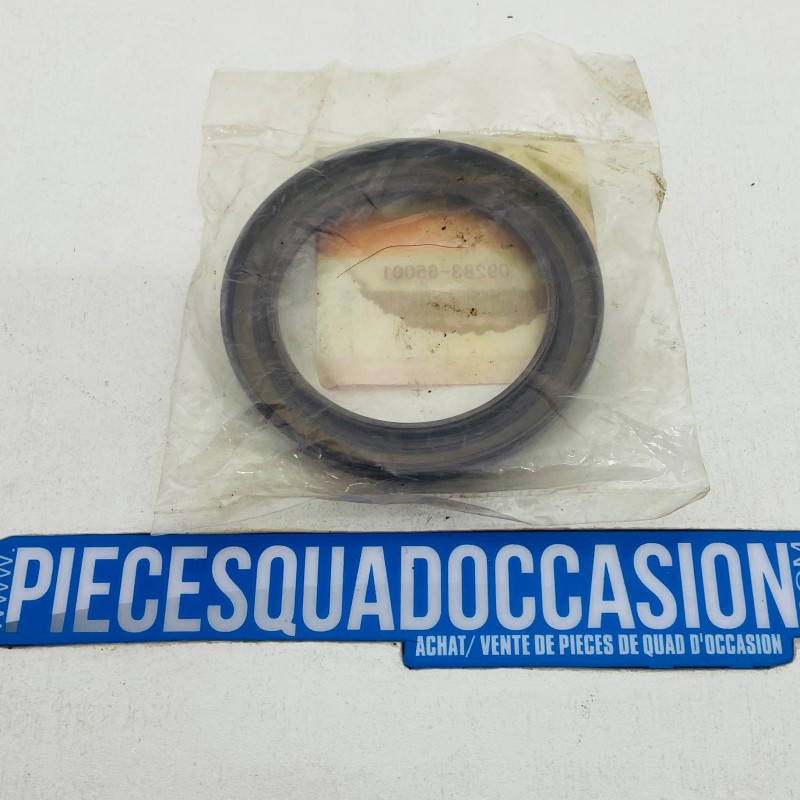 09283-65001
PIECESQUADOCCASION
ACHAT/ VENTE DE PIECES DE QUAD D'OCCASION